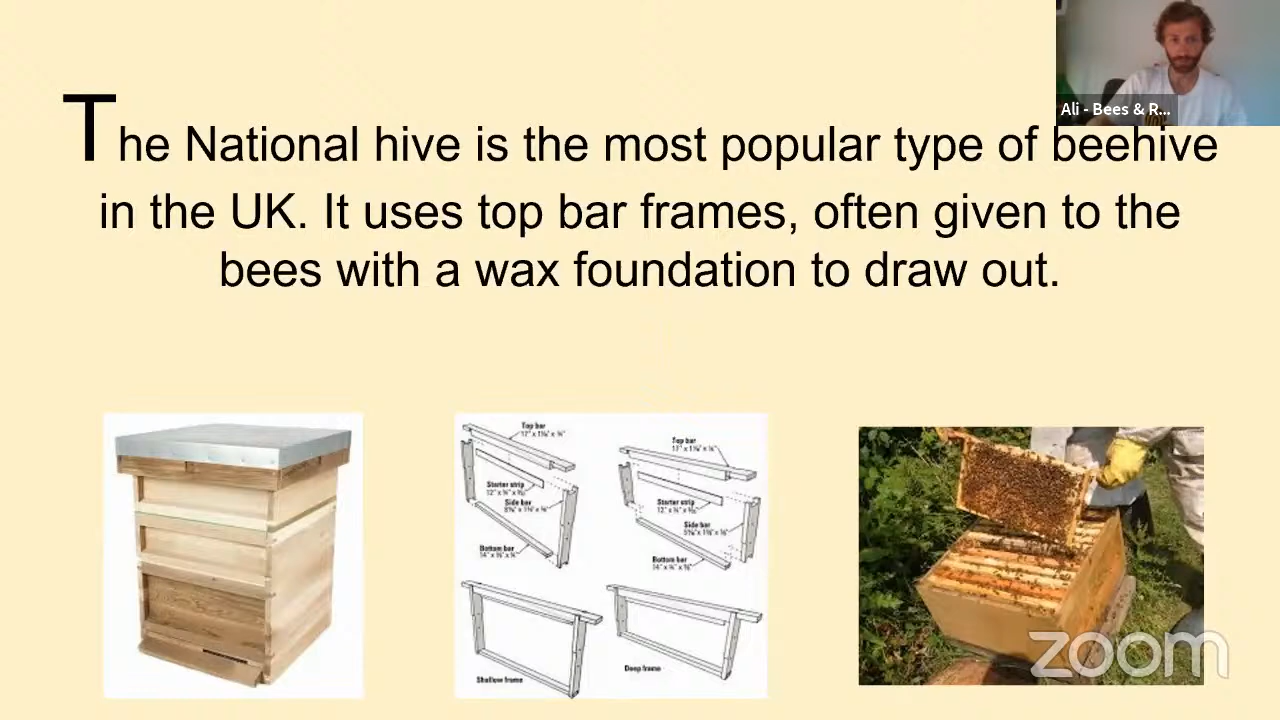 Ali - Bees & R...
The National hive is the most popular type of beehive
in the UK. It uses top bar frames, often given to the
bees with a wax foundation to draw out.
Top bar
Top bar
Starter strip
Side bar
Bottom bar
Starter strip
Side bar
Bottom bar
Shallow frame
Deep frame
zoom